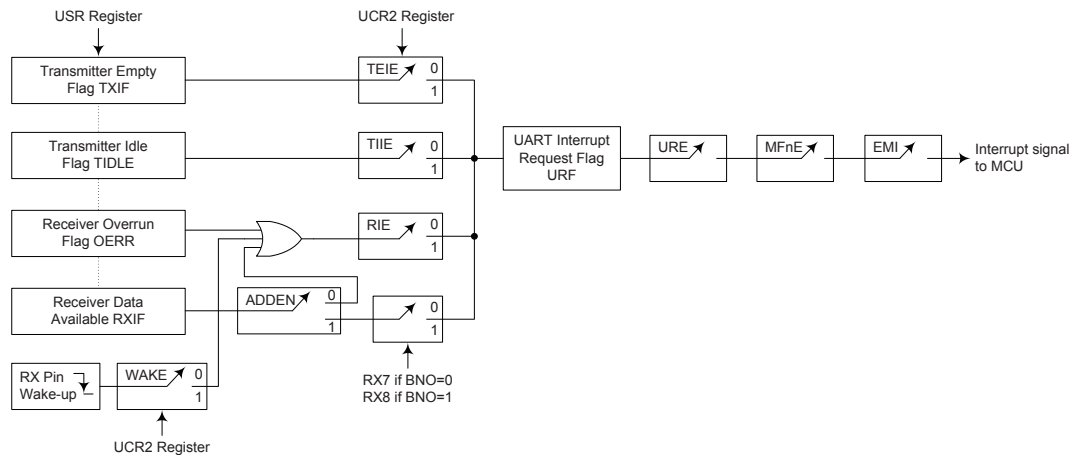 USR Register
UCR2 Register
Transmitter Empty
Flag TXIF
TEIE
0
1
Transmitter Idle
Flag TIDLE
TIIE
0
1
UART Interrupt
Request Flag
URF
URE
MFnE
EMI
Interrupt signal
to MCU
Receiver Overrun
Flag OERR
RIE
0
1
Receiver Data
Available RXIF
ADDEN
0
1
0
1
RX7 if BNO=0
RX8 if BNO=1
RX Pin
Wake-up
WAKE
0
1
UCR2 Register